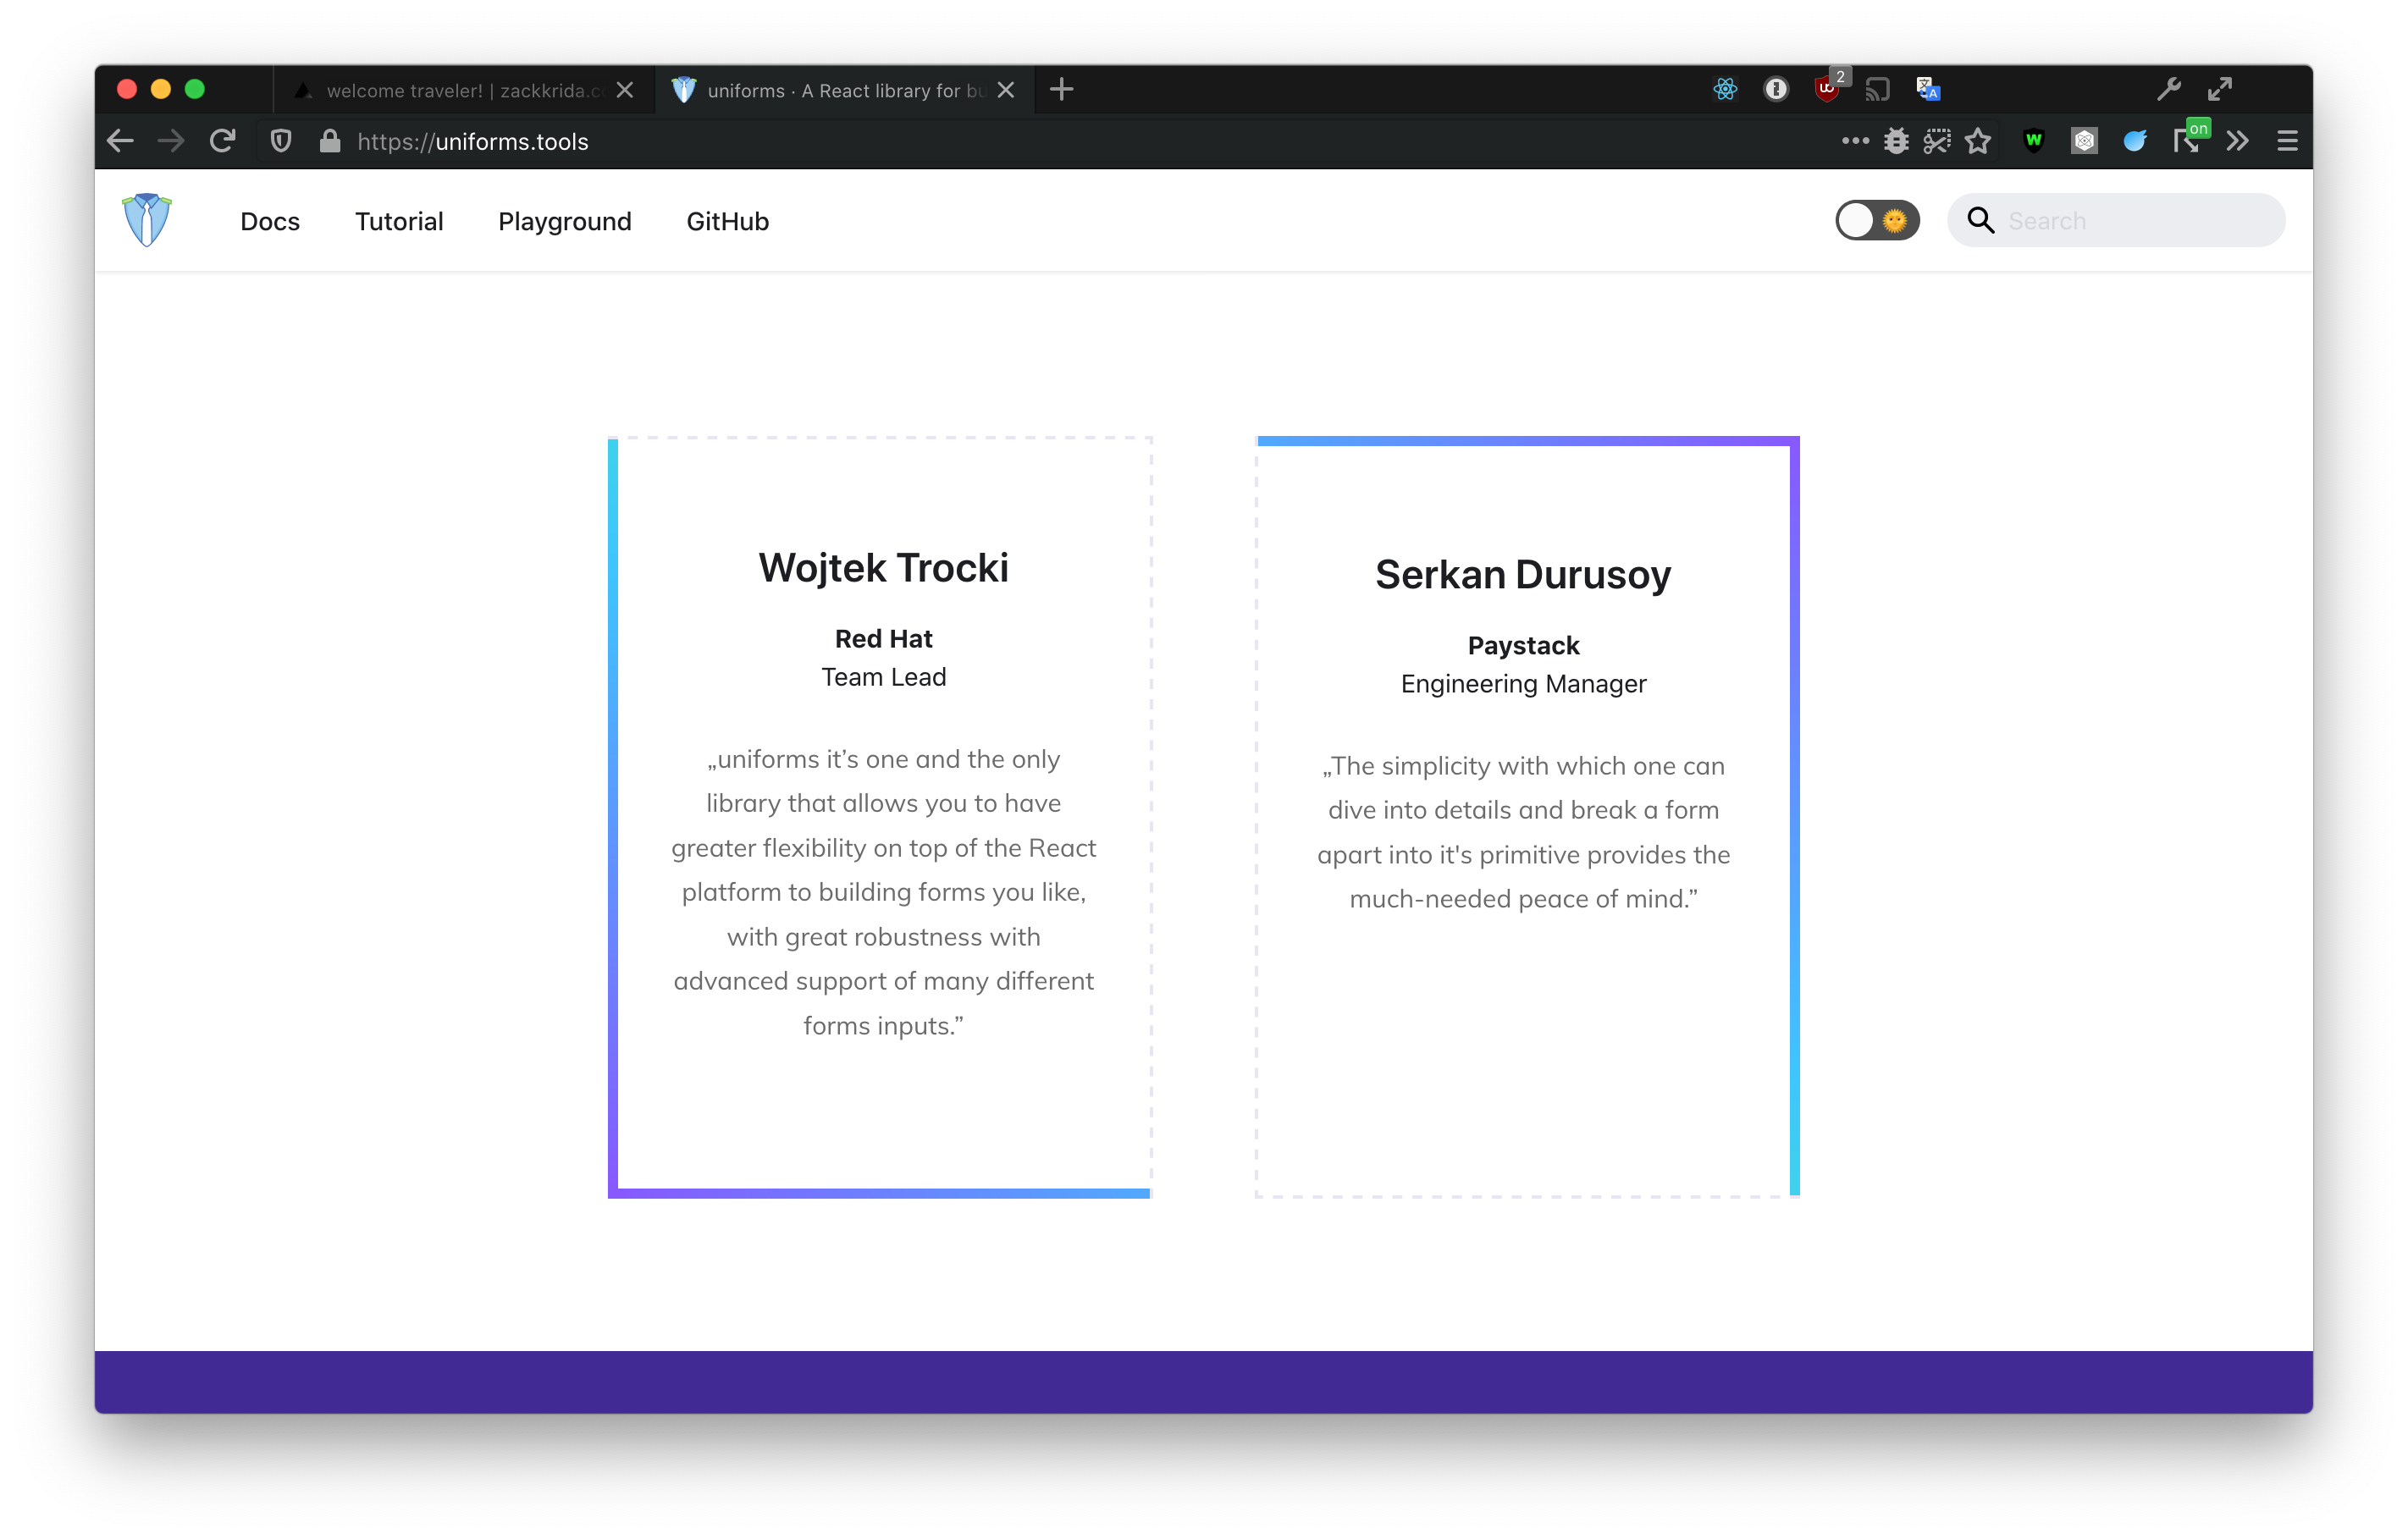 welcome traveler! | zackkrida.c
uniforms · A React library for bu
2
https://uniforms.tools
on
Docs
Tutorial
Playground
GitHub
Search
Wojtek Trocki
Red Hat
Team Lead
„uniforms it’s one and the only
library that allows you to have
greater flexibility on top of the React
platform to building forms you like,
with great robustness with
advanced support of many different
forms inputs.”
Serkan Durusoy
Paystack
Engineering Manager
„The simplicity with which one can
dive into details and break a form
apart into it's primitive provides the
much-needed peace of mind.”